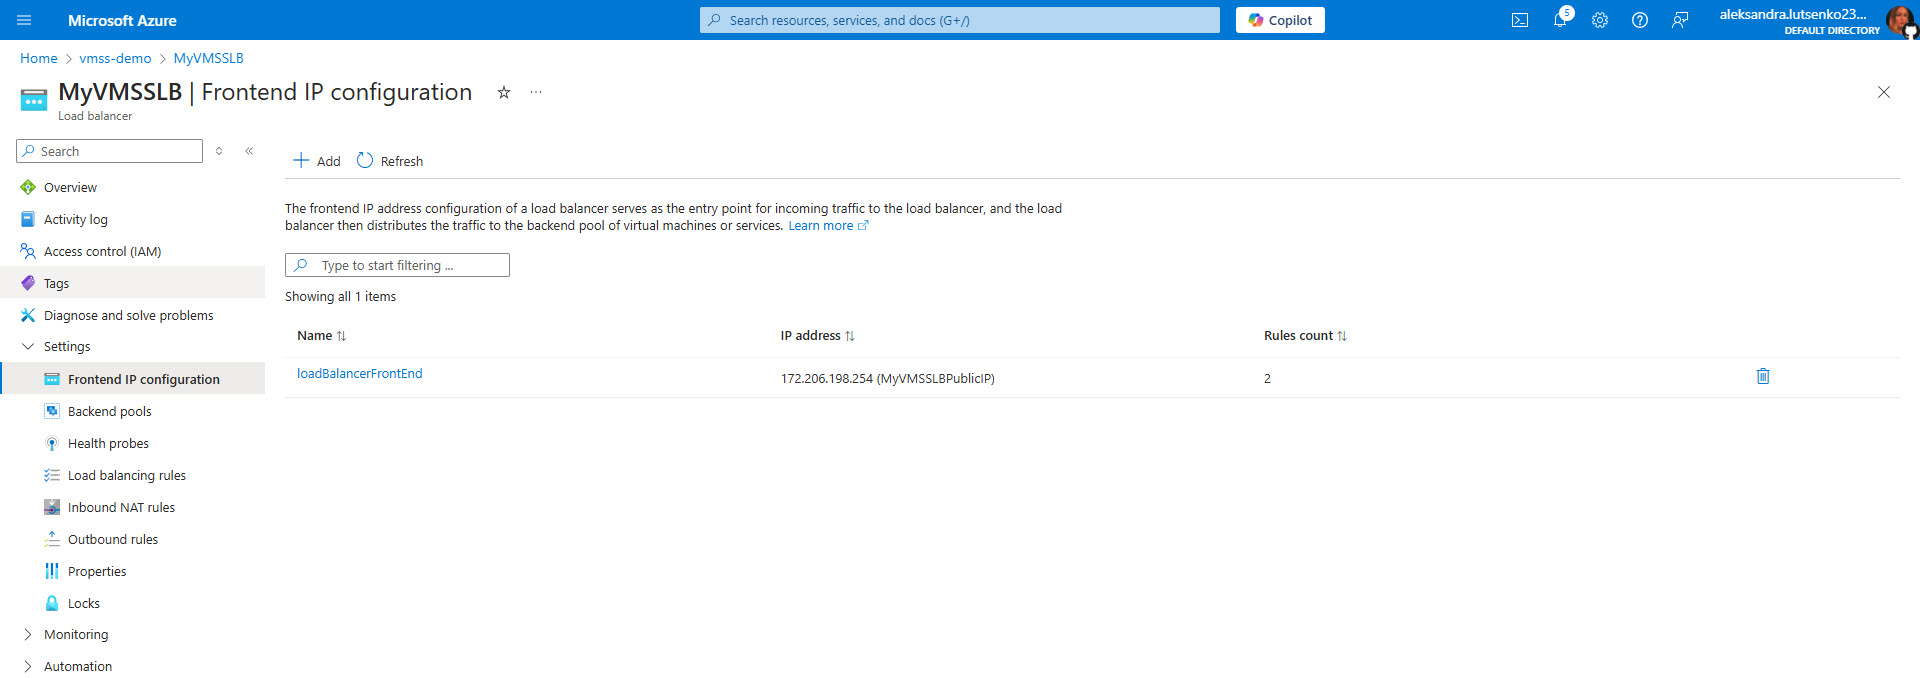 Microsoft Azure
Search resources, services, and docs (G+/)
Copilot
5
aleksandra.lutsenko23...
DEFAULT DIRECTORY
Home > vmss-demo > MyVMSSLB
MyVMSSLB | Frontend IP configuration
Load balancer
Search
Add
Refresh
Overview
Activity log
Access control (IAM)
Tags
Diagnose and solve problems
Settings
Frontend IP configuration
Backend pools
Health probes
Load balancing rules
Inbound NAT rules
Outbound rules
Properties
Locks
Monitoring
Automation
The frontend IP address configuration of a load balancer serves as the entry point for incoming traffic to the load balancer, and the load
balancer then distributes the traffic to the backend pool of virtual machines or services. Learn more
Type to start filtering ...
Showing all 1 items
Name IP address Rules count
loadBalancerFrontEnd 172.206.198.254 (MyVMSSLBPublicIP) 2